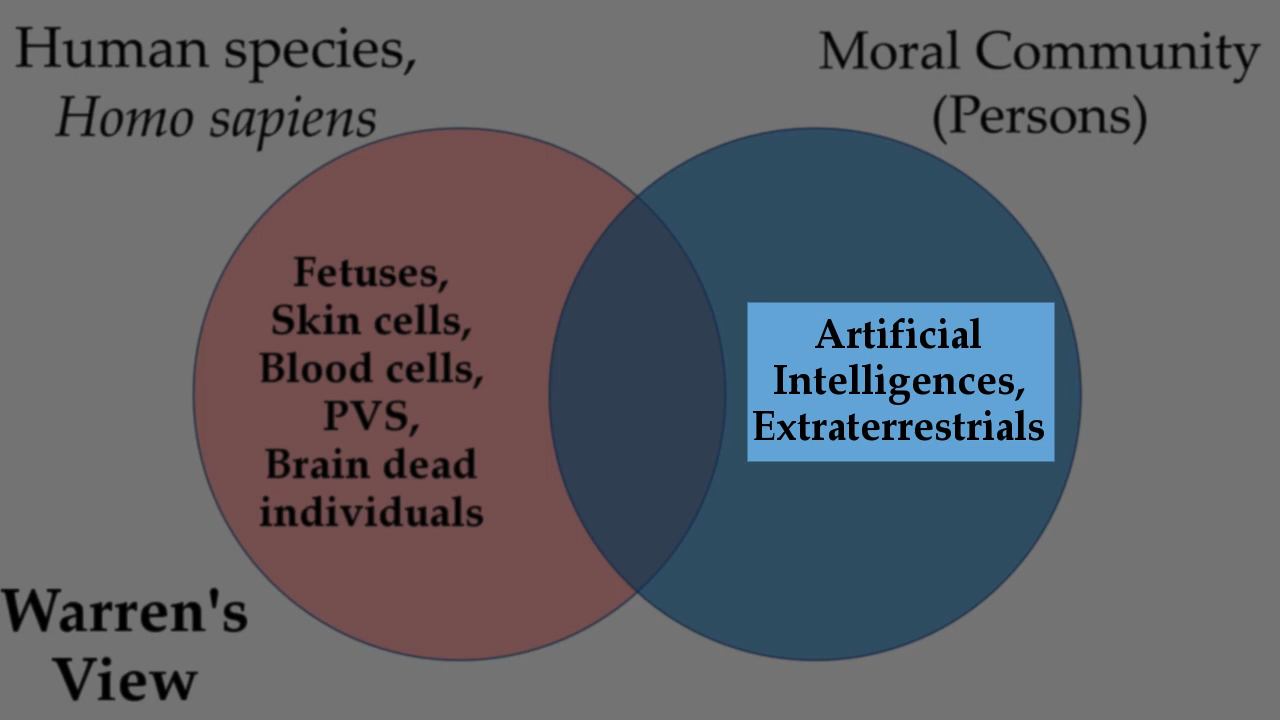 Human species,
Homo sapiens
Moral Community
(Persons)
Fetuses,
Skin cells,
Blood cells,
PVS,
Brain dead
individuals
Artificial
Intelligences,
Extraterrestrials
Warren's
View